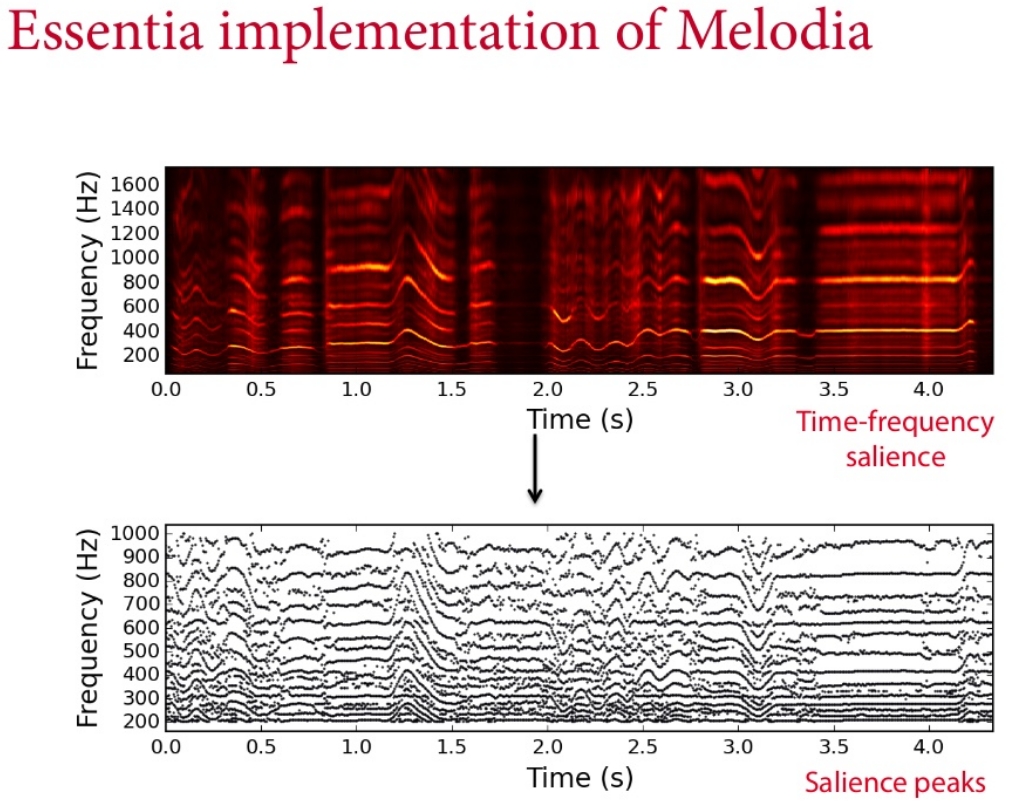 Essentia implementation of Melodia
Frequency (Hz)
1600
1400
1200
1000
800
600
400
200
0.0 0.5 1.0 1.5 2.0 2.5 3.0 3.5 4.0
Time (s)
Time-frequency
salience
Frequency (Hz)
1000
900
800
700
600
500
400
300
200
0.0 0.5 1.0 1.5 2.0 2.5 3.0 3.5 4.0
Time (s)
Salience peaks